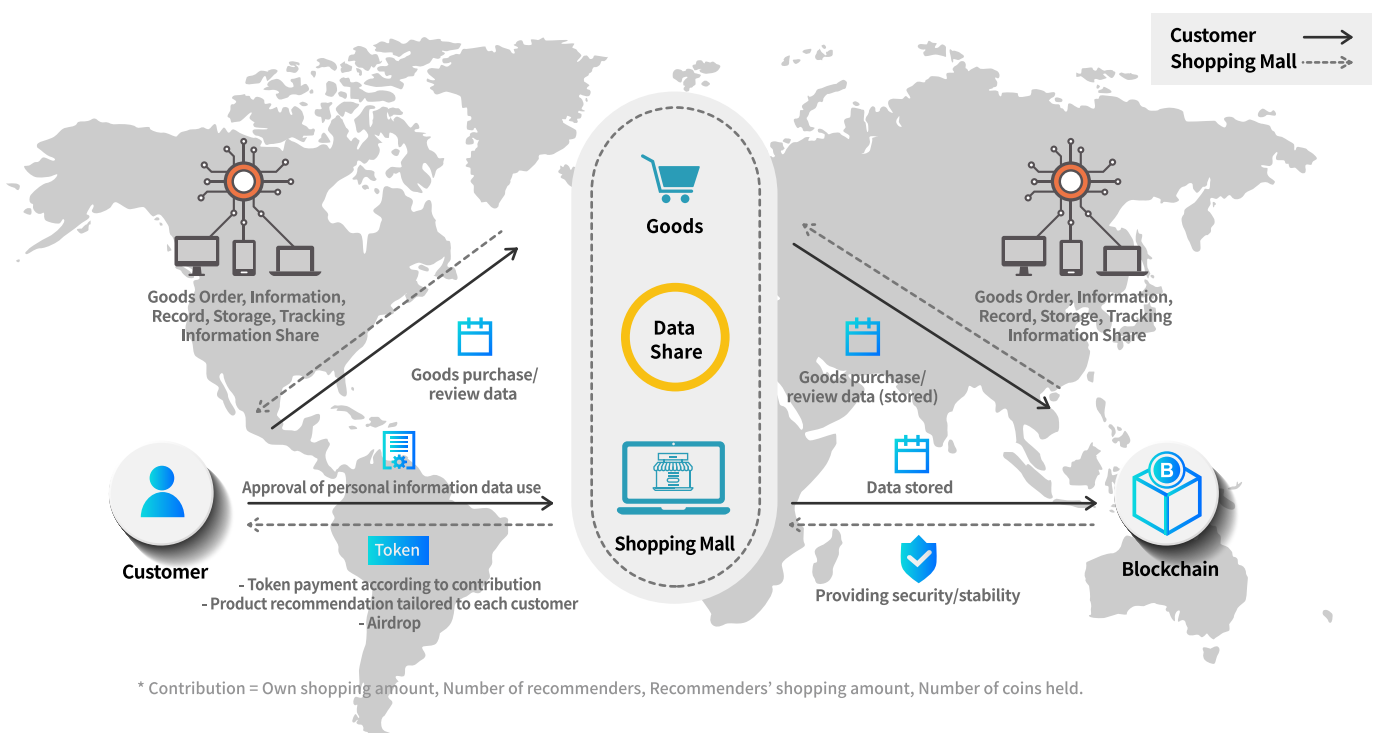 Customer
Shopping Mall
Goods
Goods Order, Information,
Record, Storage, Tracking
Information Share
Goods Order, Information,
Record, Storage, Tracking
Information Share
Data
Share
Goods purchase/
review data
Goods purchase/
review data (stored)
Approval of personal information data use
Data stored
Shopping Mall
Token
B
Customer
Blockchain
- Token payment according to contribution
- Product recommendation tailored to each customer
- Airdrop
Providing security/stability
* Contribution = Own shopping amount, Number of recommenders, Recommenders' shopping amount, Number of coins held.